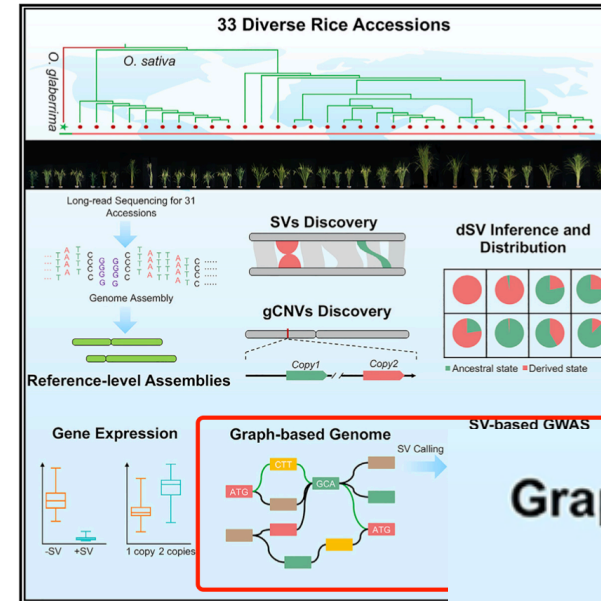 33 Diverse Rice Accessions
O. glaberrima
O. sativa
Long-read Sequencing for 31
Accessions
Genome Assembly
Reference-level Assemblies
SVs Discovery
gCNVs Discovery
Copy1
Copy2
dSV Inference and
Distribution
Ancestral state
Derived state
Gene Expression
-SV +SV
1 copy 2 copies
Graph-based Genome
CTT
ATG
GCA
ATG
SV Calling
SV-based GWAS
Grap